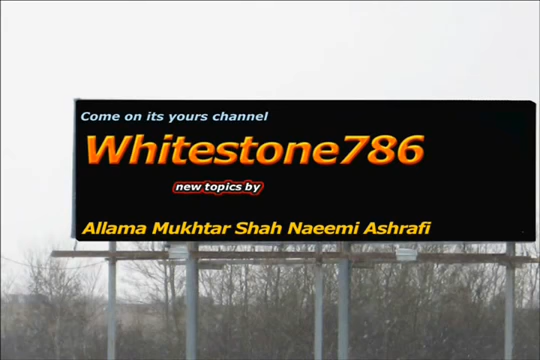 Come on its yours channel
Whitestone786
new topics by
Allama Mukhtar Shah Naeemi Ashrafi